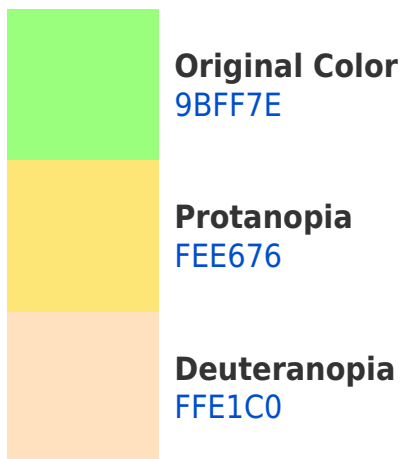 Original Color
9BFF7E
Protanopia
FEE676
Deuteranopia
FFE1C0